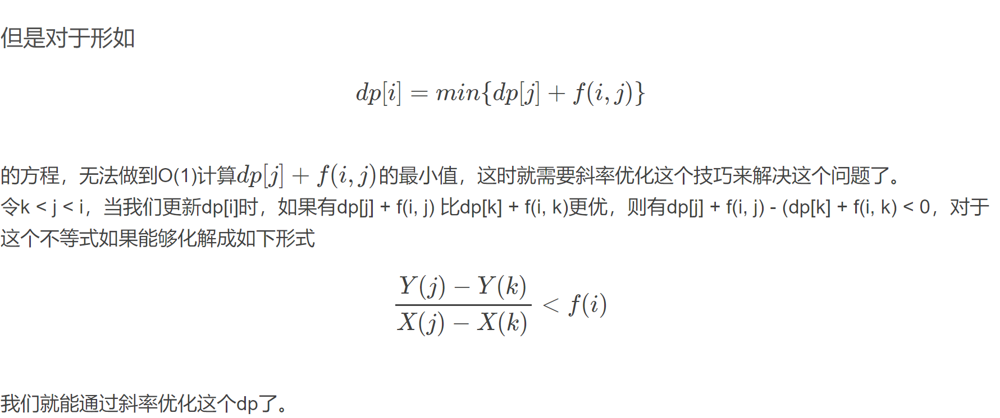 但是对于形如
dp[i] = min{dp[j] + f(i, j)}
的方程，无法做到O(1)计算dp[j] + f(i, j)的最小值，这时就需要斜率优化这个技巧来解决这个问题了。
令k < j < i，当我们更新dp[i]时，如果有dp[j] + f(i, j) 比dp[k] + f(i, k)更优，则有dp[j] + f(i, j) - (dp[k] + f(i, k) < 0，对于
这个不等式如果能够化解成如下形式
Y(j) − Y(k)
X(j) − X(k)
< f(i)
我们就能通过斜率优化这个dp了。